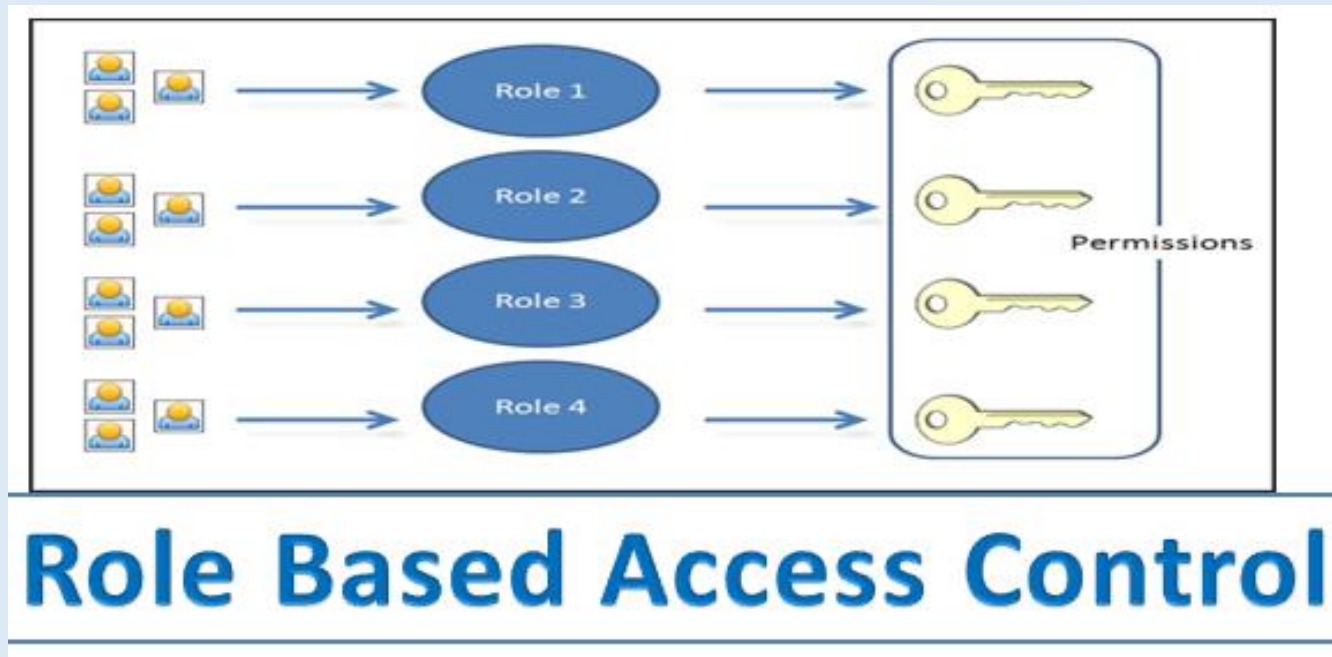 Role 1
Role 2
Permissions
Role 3
Role 4
Role Based Access Control